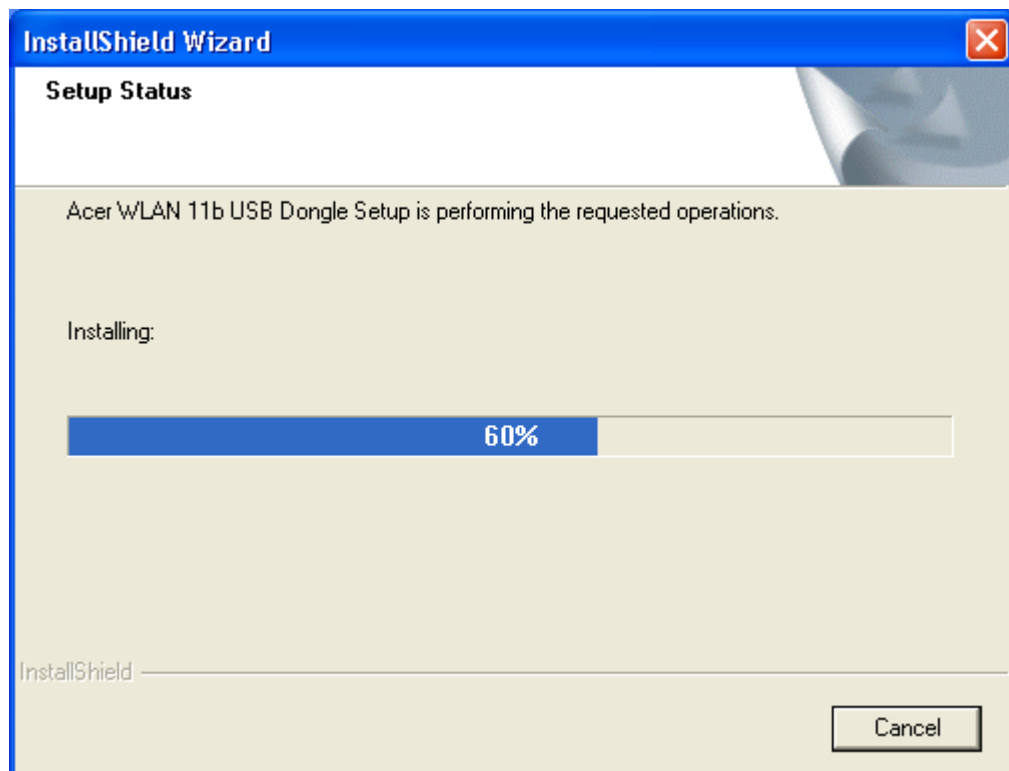 InstallShield Wizard
Setup Status
Acer WLAN 11b USB Dongle Setup is performing the requested operations.
Installing:
60%
InstallShield
Cancel